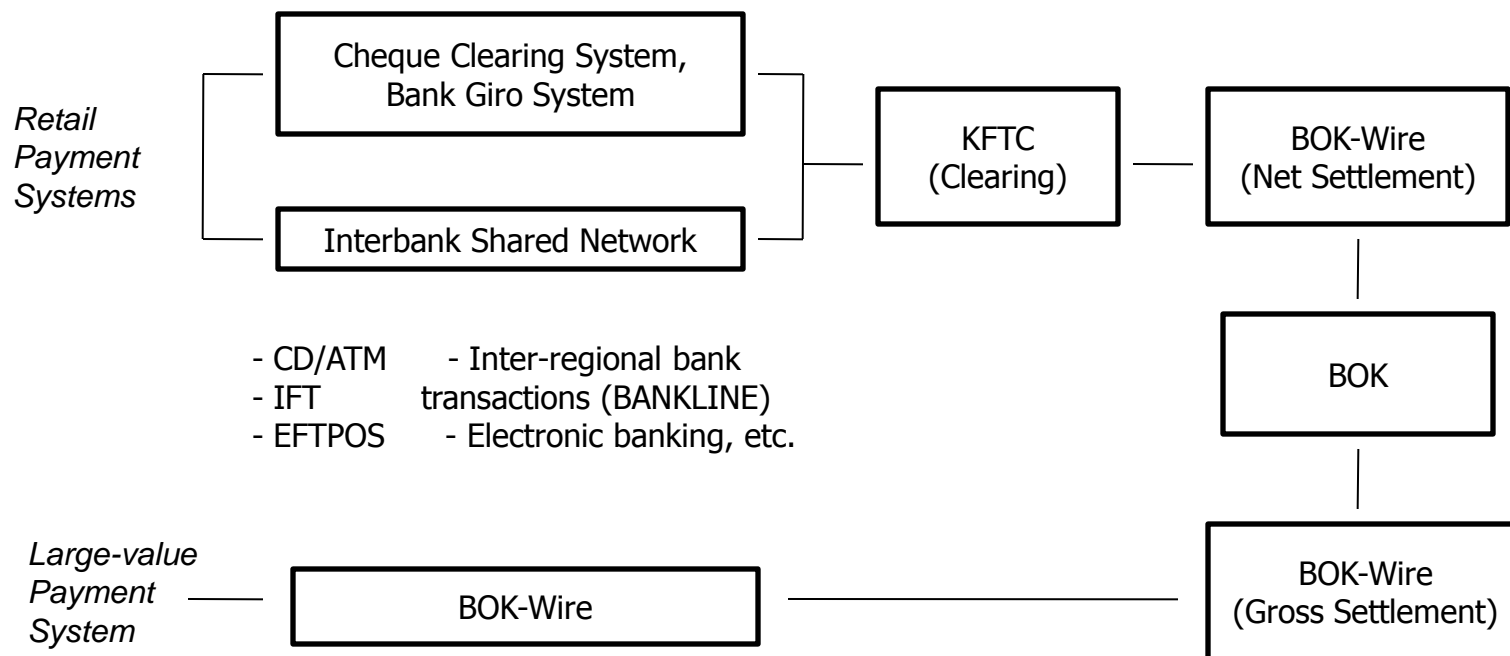 Retail
Payment
Systems
Cheque Clearing System,
Bank Giro System
Interbank Shared Network
KFTC
(Clearing)
BOK-Wire
(Net Settlement)
- CD/ATM - Inter-regional bank
- IFT transactions (BANKLINE)
- EFTPOS - Electronic banking, etc.
BOK
Large-value
Payment
System
BOK-Wire
BOK-Wire
(Gross Settlement)